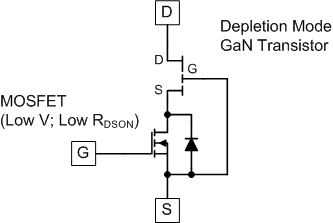 D
Depletion Mode
GaN Transistor
D
G
S
MOSFET
(Low V; Low RDSON)
G
S